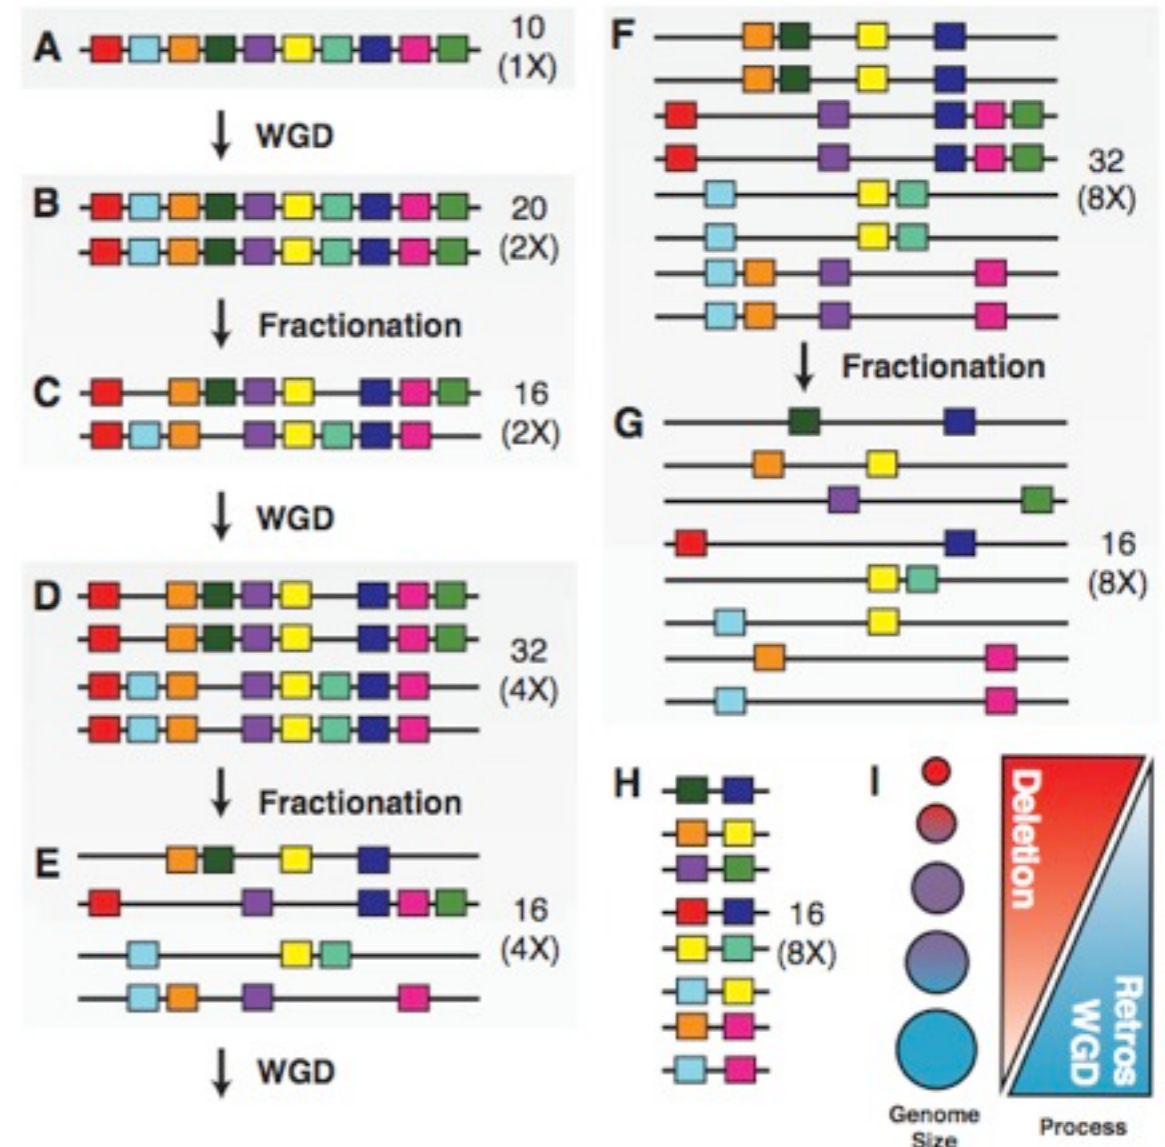 A
10
(1X)
WGD
B
20
(2X)
Fractionation
C
16
(2X)
WGD
D
32
(4X)
Fractionation
E
16
(4X)
WGD
F
32
(8X)
Fractionation
G
16
(8X)
H
16
(8X)
I
Genome
Size
Deletion
Retros
WGD
Process